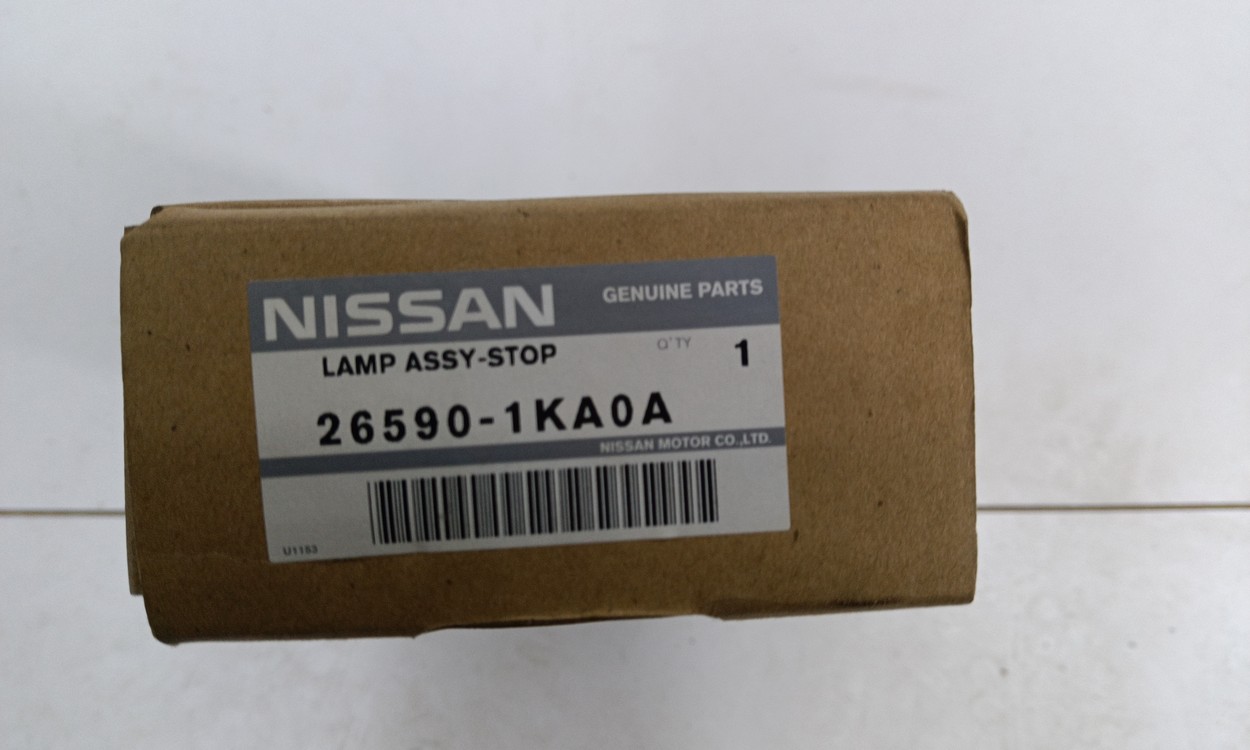 NISSAN GENUINE PARTS
LAMP ASSY-STOP Q'TY 1
26590-1KA0A
NISSAN MOTOR CO.,LTD.
U1153